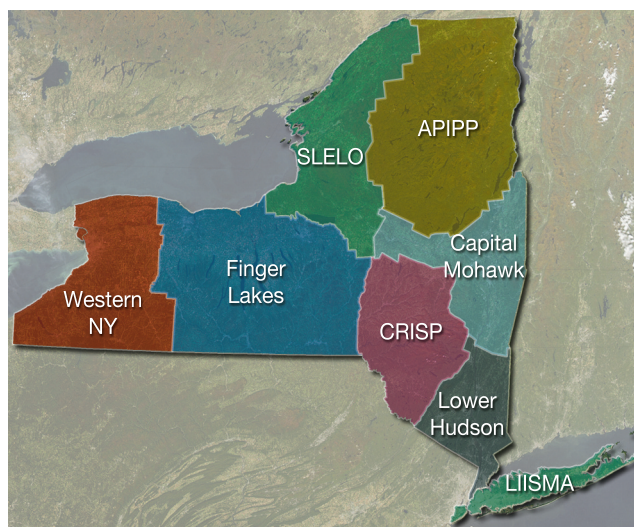 APIPP
SLELO
Capital
Mohawk
Finger
Lakes
Western
NY
CRISP
Lower
Hudson
LIISMA